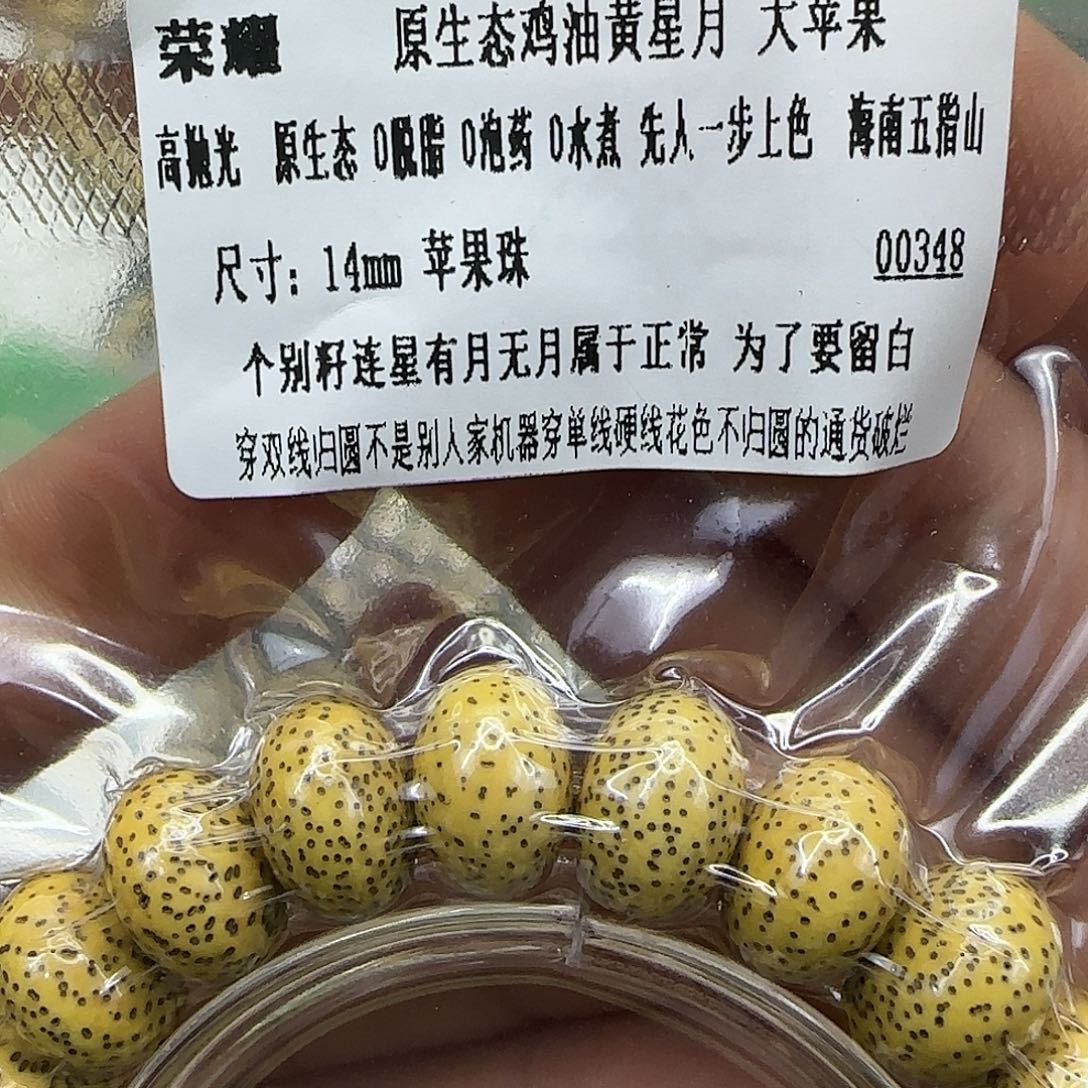 荣耀 原生态鸡油黄星月 大苹果
高抛光 原生态 0脱脂 0泡药 0水煮 先人一步上色 海南五指山
尺寸：14mm 苹果珠 00348
个别籽连星有月无月属于正常 为了要留白
穿双线归圆不是别人家机器穿单线硬线花色不归圆的通货破烂